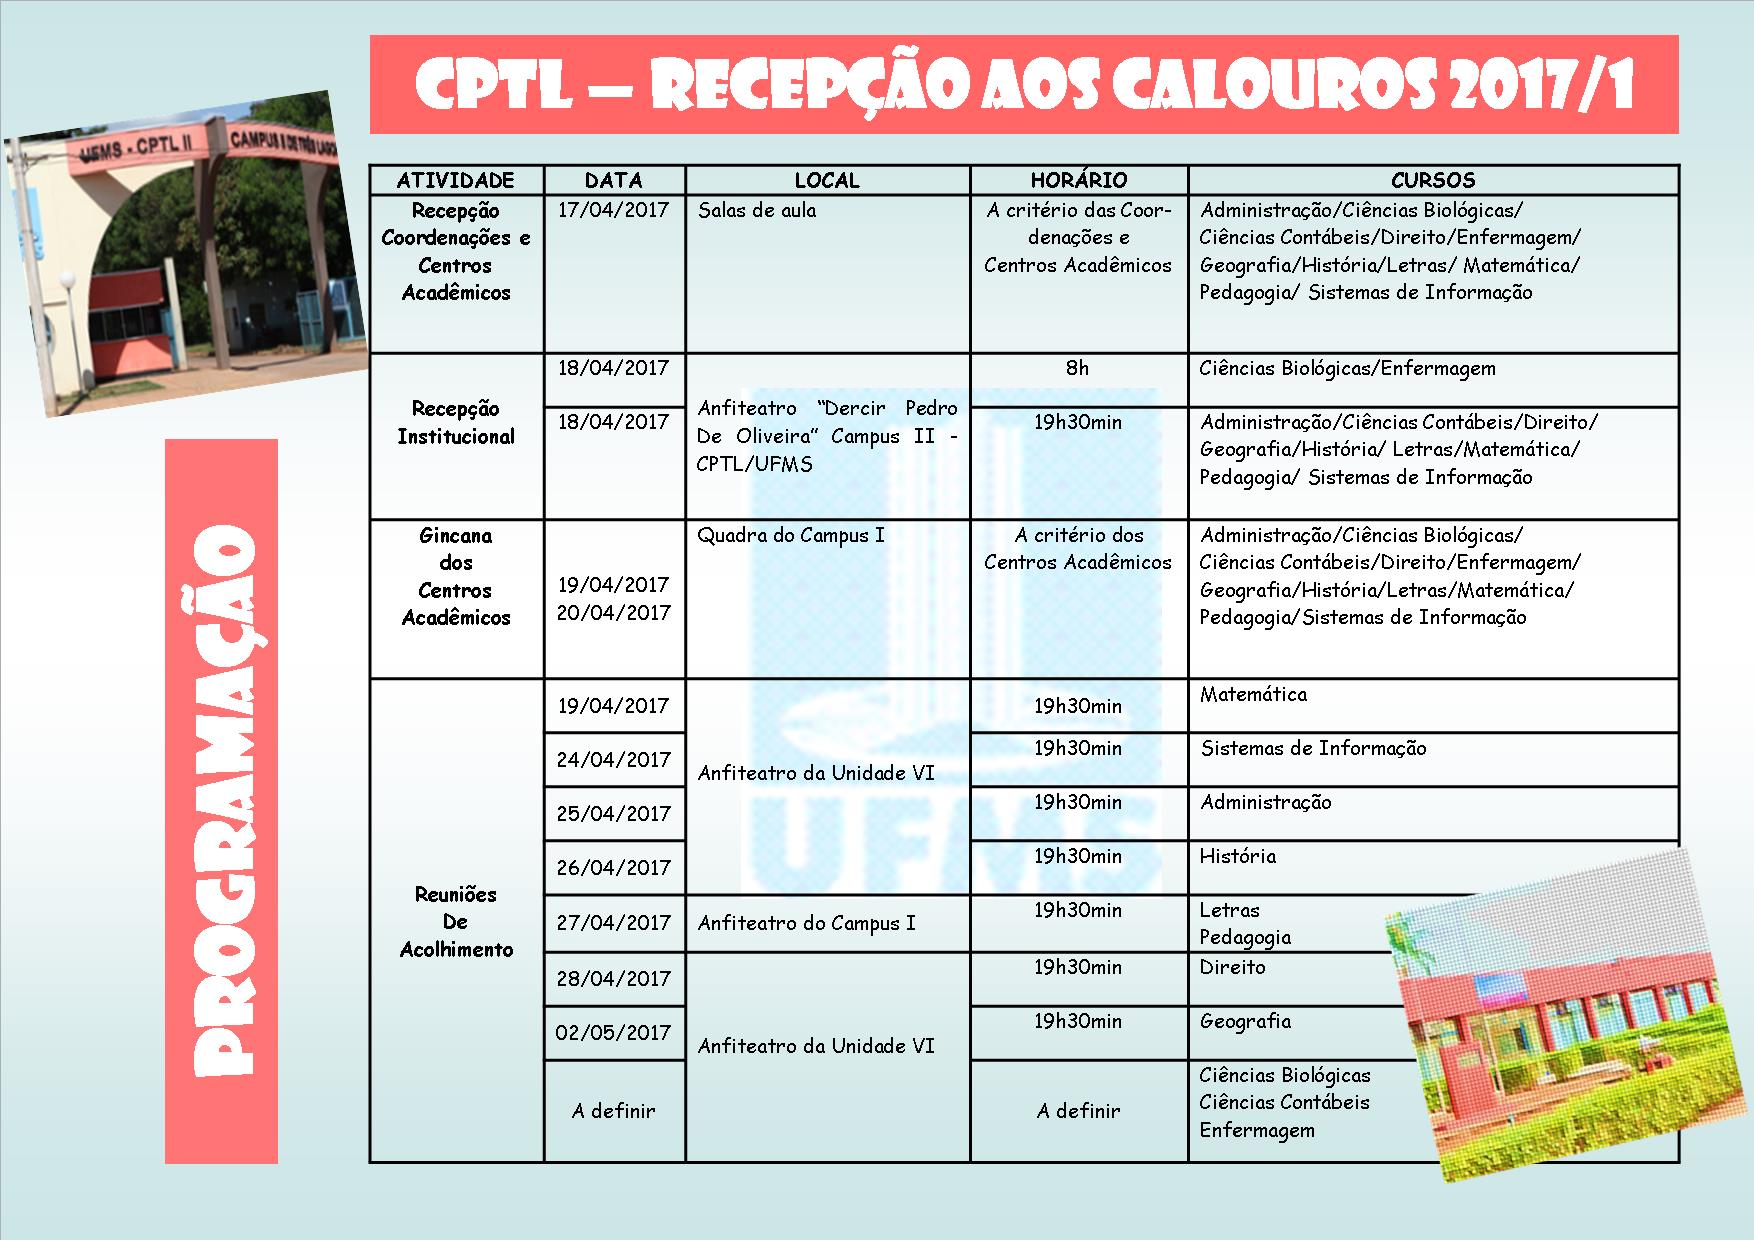 CPTL – RECEPÇÃO AOS CALOUROS 2017/1
UFMS - CPTL II
CAMPUS II DE TRÊS LAGOAS
PROGRAMAÇÃO
ATIVIDADE DATA LOCAL HORÁRIO CURSOS
Recepção
Coordenações e
Centros
Acadêmicos
17/04/2017
Salas de aula
A critério das Coor-
denações e
Centros Acadêmicos
Administração/Ciências Biológicas/
Ciências Contábeis/Direito/Enfermagem/
Geografia/História/Letras/ Matemática/
Pedagogia/ Sistemas de Informação
Recepção
Institucional
18/04/2017
Anfiteatro “Dercir Pedro
De Oliveira” Campus II -
CPTL/UFMS
8h
Ciências Biológicas/Enfermagem
18/04/2017
19h30min
Administração/Ciências Contábeis/Direito/
Geografia/História/ Letras/Matemática/
Pedagogia/ Sistemas de Informação
Gincana
dos
Centros
Acadêmicos
19/04/2017
20/04/2017
Quadra do Campus I
A critério dos
Centros Acadêmicos
Administração/Ciências Biológicas/
Ciências Contábeis/Direito/Enfermagem/
Geografia/História/Letras/Matemática/
Pedagogia/Sistemas de Informação
Reuniões
De
Acolhimento
19/04/2017
Anfiteatro da Unidade VI
19h30min
Matemática
24/04/2017
19h30min
Sistemas de Informação
25/04/2017
19h30min
Administração
26/04/2017
19h30min
História
27/04/2017
Anfiteatro do Campus I
19h30min
Letras
Pedagogia
28/04/2017
Anfiteatro da Unidade VI
19h30min
Direito
02/05/2017
19h30min
Geografia
A definir
A definir
Ciências Biológicas
Ciências Contábeis
Enfermagem
UFMS